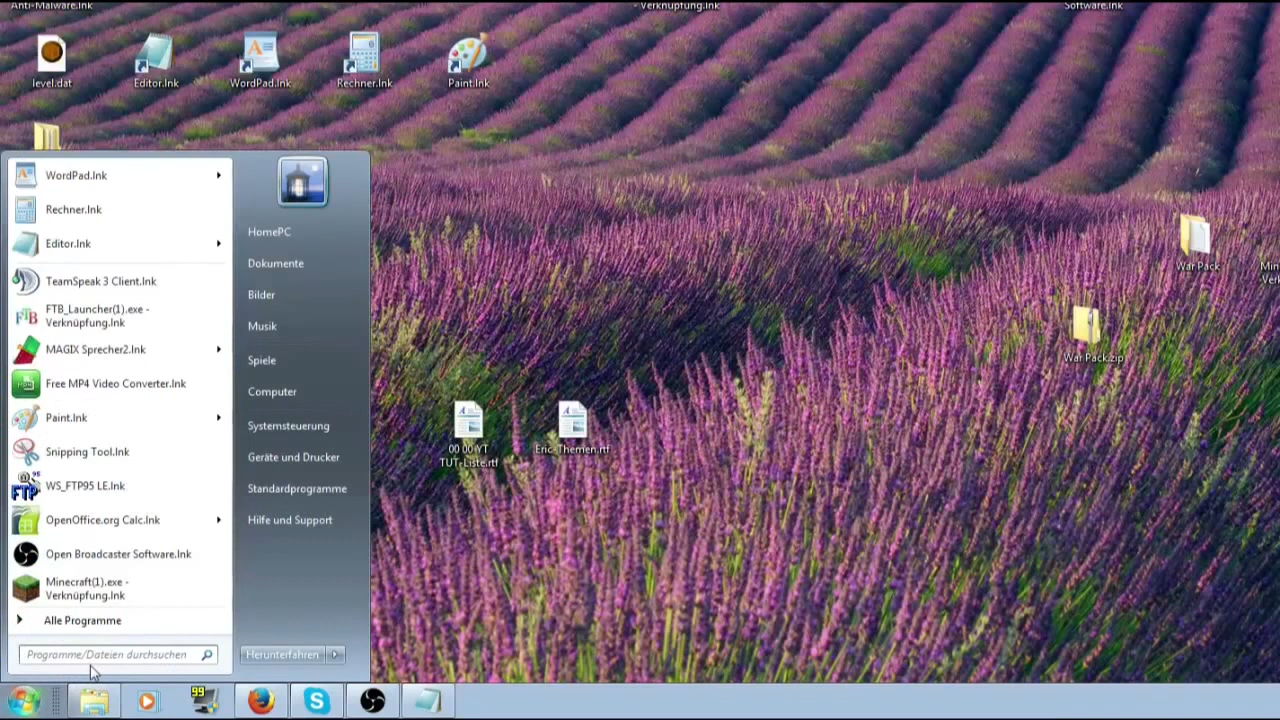 Anti-Malware.lnk
- Verknüpfung.lnk
Software.lnk
level.dat
Editor.lnk
WordPad.lnk
Rechner.lnk
Paint.lnk
WordPad.lnk
Rechner.lnk
Editor.lnk
TeamSpeak 3 Client.lnk
FTB_Launcher(1).exe -
Verknüpfung.lnk
MAGIX Sprecher2.lnk
Free MP4 Video Converter.lnk
Paint.lnk
Snipping Tool.lnk
WS_FTP95 LE.lnk
OpenOffice.org Calc.lnk
Open Broadcaster Software.lnk
Minecraft(1).exe -
Verknüpfung.lnk
Alle Programme
Programme/Dateien durchsuchen
HomePC
Dokumente
Bilder
Musik
Spiele
Computer
Systemsteuerung
Geräte und Drucker
Standardprogramme
Hilfe und Support
Herunterfahren
00 00 YT
TUT-Liste.rtf
Eric-Themen.rtf
War Pack
War Pack.zip
Min
Verk
99